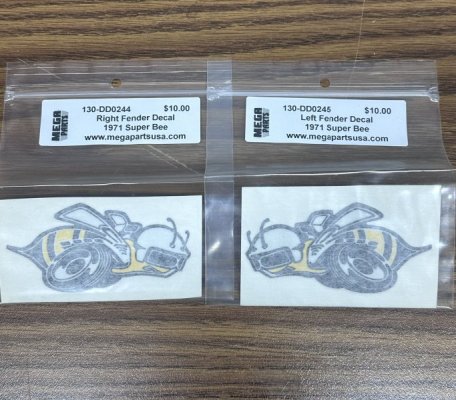 MEGA PARTS
130-DD0244 $10.00
Right Fender Decal
1971 Super Bee
www.megapartsusa.com
MEGA PARTS
130-DD0245 $10.00
Left Fender Decal
1971 Super Bee
www.megapartsusa.com